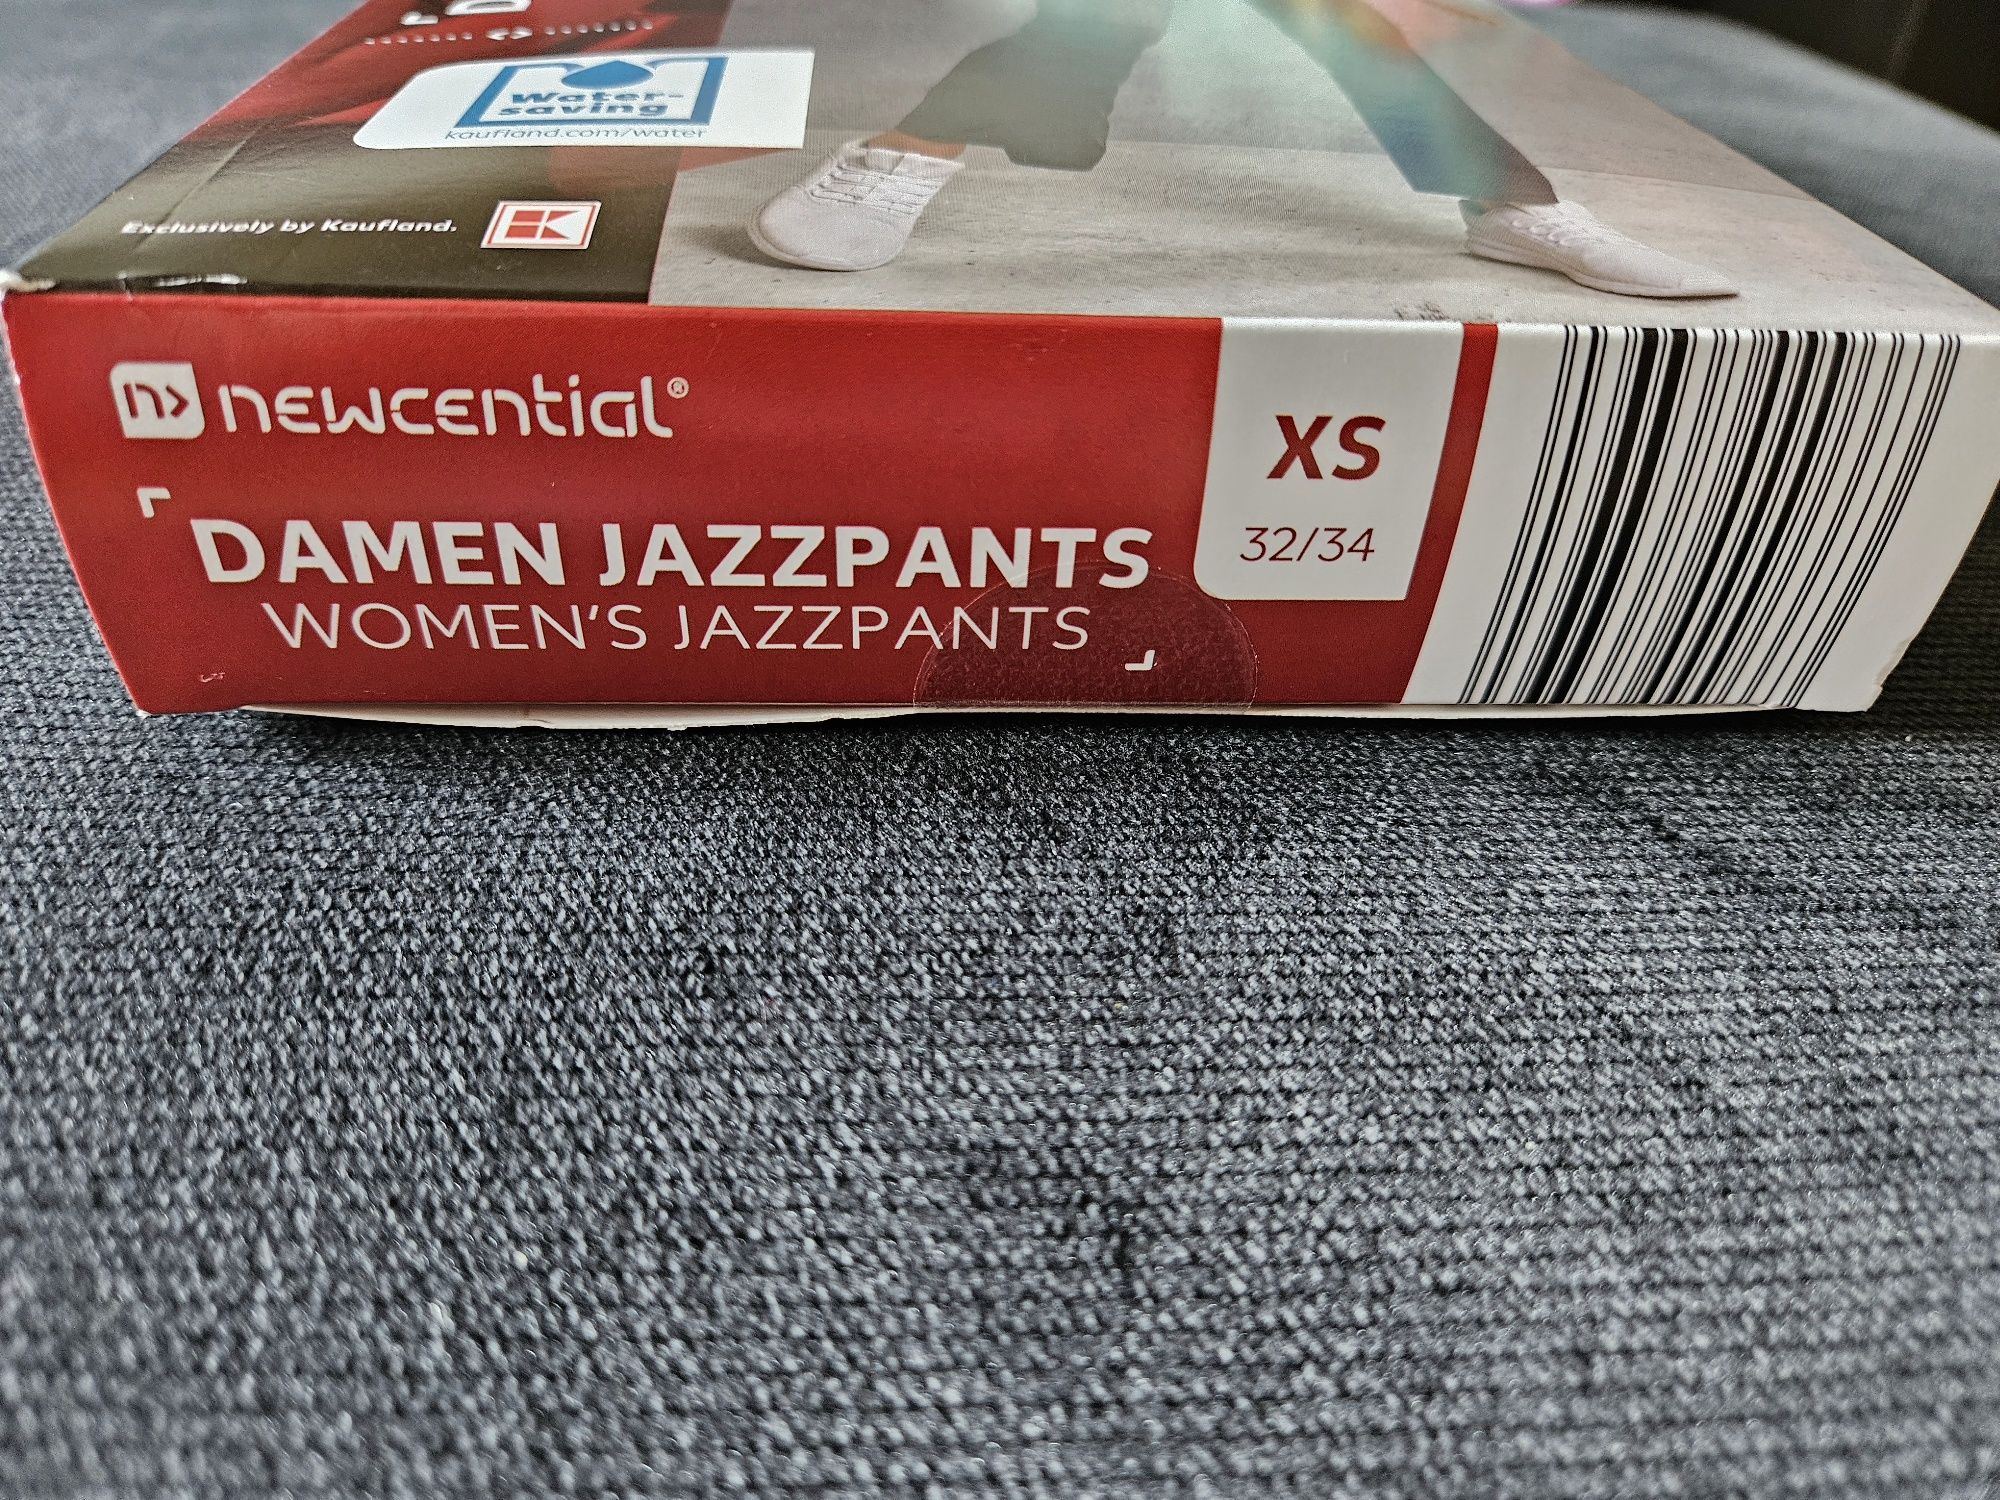 Water-
saving
kaufland.com/water
Exclusively by Kaufland.
newcential®
DAMEN JAZZPANTS
WOMEN'S JAZZPANTS
XS
32/34